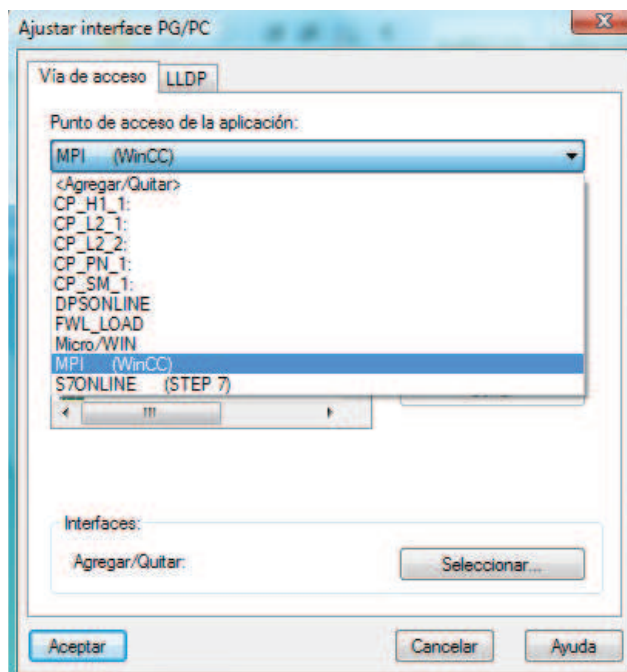 Ajustar interface PG/PC
Vía de acceso LLDP
Punto de acceso de la aplicación:
MPI (WinCC)
<Agregar/Quitar>
CP_H1_1:
CP_L2_1:
CP_L2_2:
CP_PN_1:
CP_SM_1:
DPSONLINE
FWL_LOAD
Micro/WIN
MPI (WinCC)
S7ONLINE (STEP 7)
Interfaces:
Agregar/Quitar: Seleccionar...
Aceptar Cancelar Ayuda